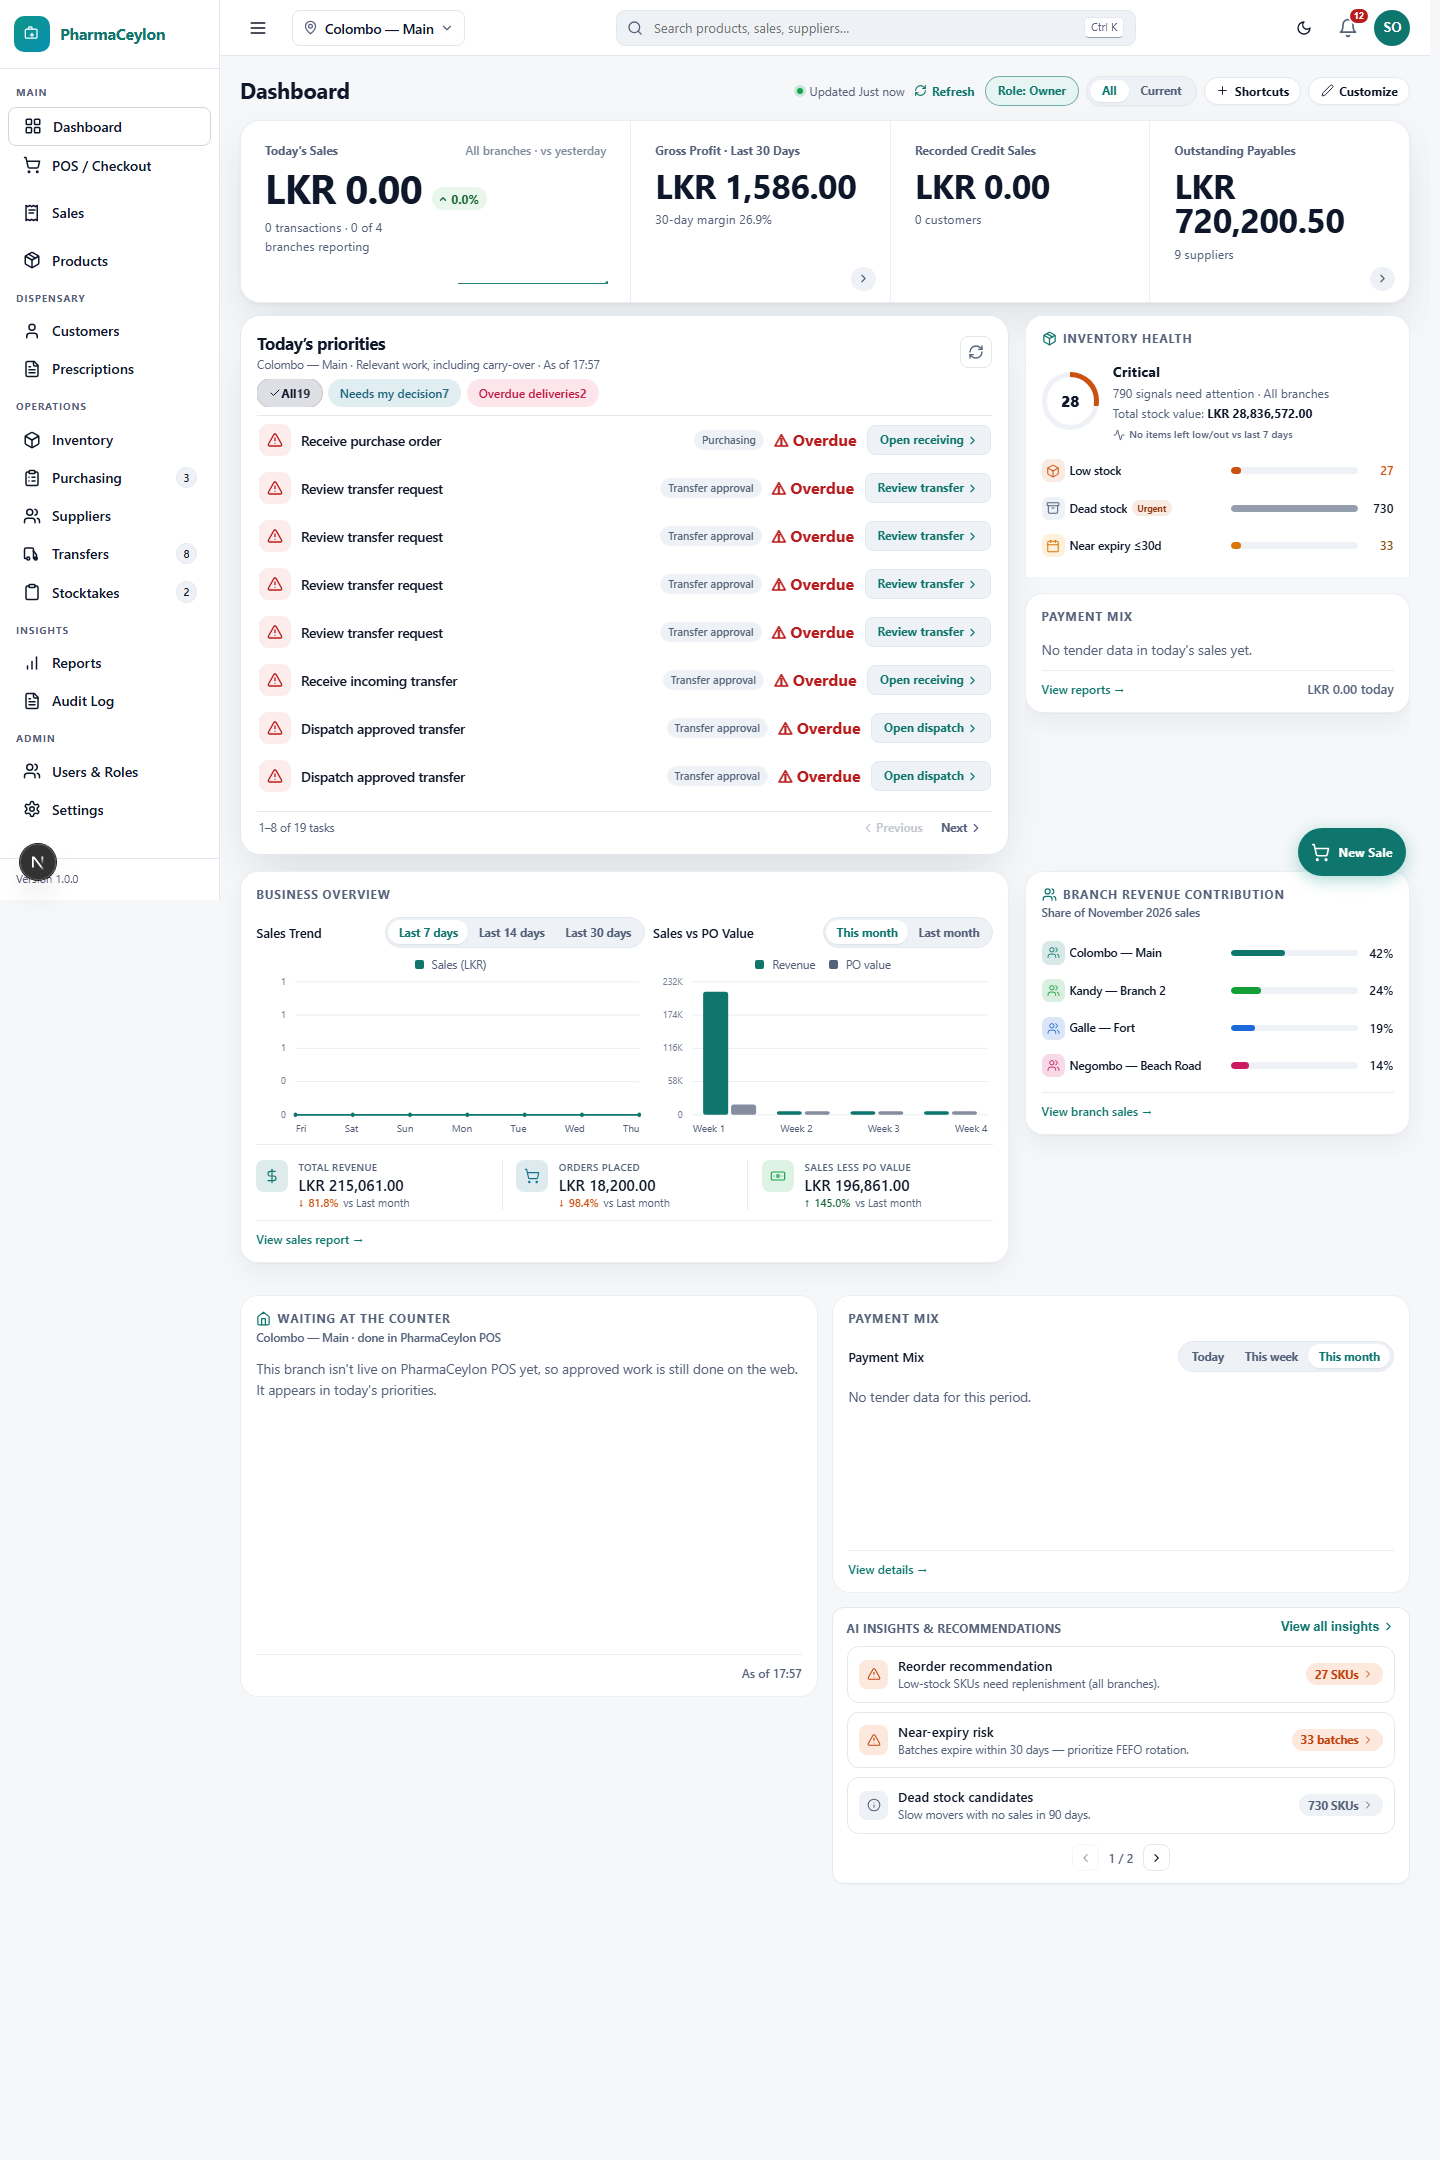 PharmaCeylon
MAIN
Dashboard
POS / Checkout
Sales
Products
DISPENSARY
Customers
Prescriptions
OPERATIONS
Inventory
Purchasing 3
Suppliers
Transfers 8
Stocktakes 2
INSIGHTS
Reports
Audit Log
ADMIN
Users & Roles
Settings
N
Version 1.0.0
Colombo — Main
Search products, sales, suppliers... Ctrl K
12
SO
Dashboard
Updated Just now Refresh Role: Owner All Current Shortcuts Customize
Today's Sales All branches · vs yesterday
LKR 0.00 0.0%
0 transactions · 0 of 4
branches reporting
Gross Profit · Last 30 Days
LKR 1,586.00
30-day margin 26.9%
Recorded Credit Sales
LKR 0.00
0 customers
Outstanding Payables
LKR
720,200.50
9 suppliers
Today's priorities
Colombo — Main · Relevant work, including carry-over · As of 17:57
All19 Needs my decision7 Overdue deliveries2
Receive purchase order Purchasing Overdue Open receiving
Review transfer request Transfer approval Overdue Review transfer
Review transfer request Transfer approval Overdue Review transfer
Review transfer request Transfer approval Overdue Review transfer
Review transfer request Transfer approval Overdue Review transfer
Receive incoming transfer Transfer approval Overdue Open receiving
Dispatch approved transfer Transfer approval Overdue Open dispatch
Dispatch approved transfer Transfer approval Overdue Open dispatch
1–8 of 19 tasks Previous Next
INVENTORY HEALTH
28
Critical
790 signals need attention · All branches
Total stock value: LKR 28,836,572.00
No items left low/out vs last 7 days
Low stock 27
Dead stock Urgent 730
Near expiry ≤30d 33
PAYMENT MIX
No tender data in today's sales yet.
View reports → LKR 0.00 today
New Sale
BUSINESS OVERVIEW
Sales Trend Last 7 days Last 14 days Last 30 days
Sales (LKR)
1
1
1
0
0
Fri Sat Sun Mon Tue Wed Thu
Sales vs PO Value This month Last month
Revenue PO value
232K
174K
116K
58K
0
Week 1 Week 2 Week 3 Week 4
TOTAL REVENUE
LKR 215,061.00
↓ 81.8% vs Last month
ORDERS PLACED
LKR 18,200.00
↓ 98.4% vs Last month
SALES LESS PO VALUE
LKR 196,861.00
↑ 145.0% vs Last month
View sales report →
BRANCH REVENUE CONTRIBUTION
Share of November 2026 sales
Colombo — Main 42%
Kandy — Branch 2 24%
Galle — Fort 19%
Negombo — Beach Road 14%
View branch sales →
WAITING AT THE COUNTER
Colombo — Main · done in PharmaCeylon POS
This branch isn't live on PharmaCeylon POS yet, so approved work is still done on the web.
It appears in today's priorities.
As of 17:57
PAYMENT MIX
Payment Mix Today This week This month
No tender data for this period.
View details →
AI INSIGHTS & RECOMMENDATIONS View all insights
Reorder recommendation
Low-stock SKUs need replenishment (all branches).
27 SKUs
Near-expiry risk
Batches expire within 30 days — prioritize FEFO rotation.
33 batches
Dead stock candidates
Slow movers with no sales in 90 days.
730 SKUs
1 / 2